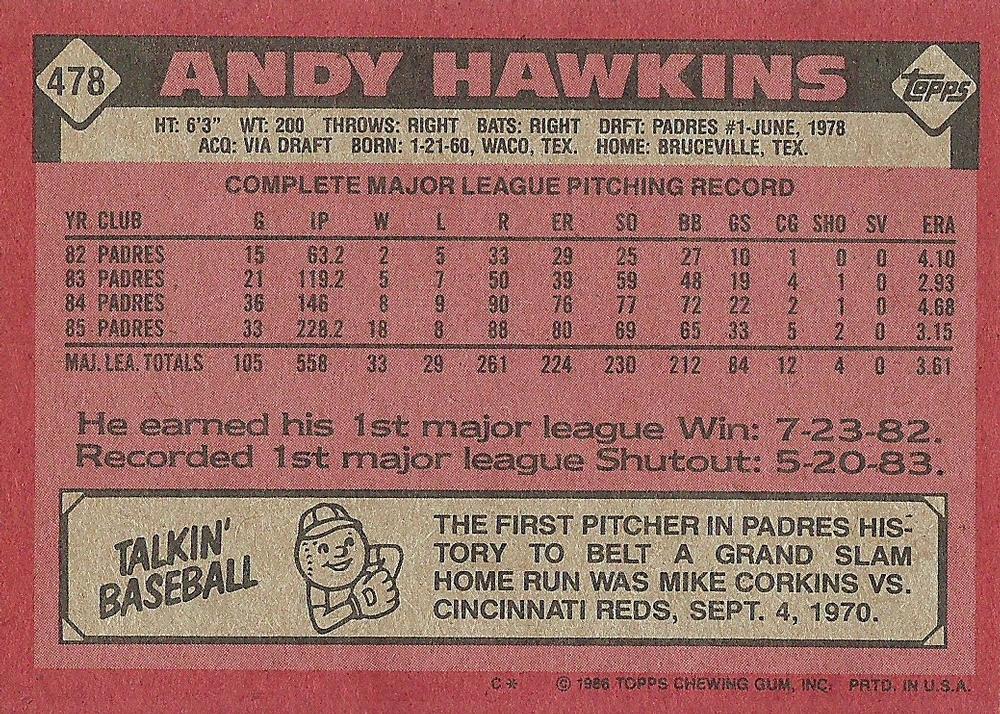 478 ANDY HAWKINS Topps
HT: 6'3" WT: 200 THROWS: RIGHT BATS: RIGHT DRFT: PADRES #1-JUNE, 1978
ACQ: VIA DRAFT BORN: 1-21-60, WACO, TEX. HOME: BRUCEVILLE, TEX.
COMPLETE MAJOR LEAGUE PITCHING RECORD
YR CLUB G IP W L R ER SO BB GS CG SHO SV ERA
82 PADRES 15 63.2 2 5 33 29 25 27 10 1 0 0 4.10
83 PADRES 21 119.2 5 7 50 39 59 48 19 4 1 0 2.93
84 PADRES 36 146 8 9 90 76 77 72 22 2 1 0 4.68
85 PADRES 33 228.2 18 8 88 80 69 65 33 5 2 0 3.15
MAJ. LEA. TOTALS 105 558 33 29 261 224 230 212 84 12 4 0 3.61
He earned his 1st major league Win: 7-23-82.
Recorded 1st major league Shutout: 5-20-83.
TALKIN'
BASEBALL
THE FIRST PITCHER IN PADRES HIS-
TORY TO BELT A GRAND SLAM
HOME RUN WAS MIKE CORKINS VS.
CINCINNATI REDS, SEPT. 4, 1970.
C* © 1986 TOPPS CHEWING GUM, INC. PRTD. IN U.S.A.